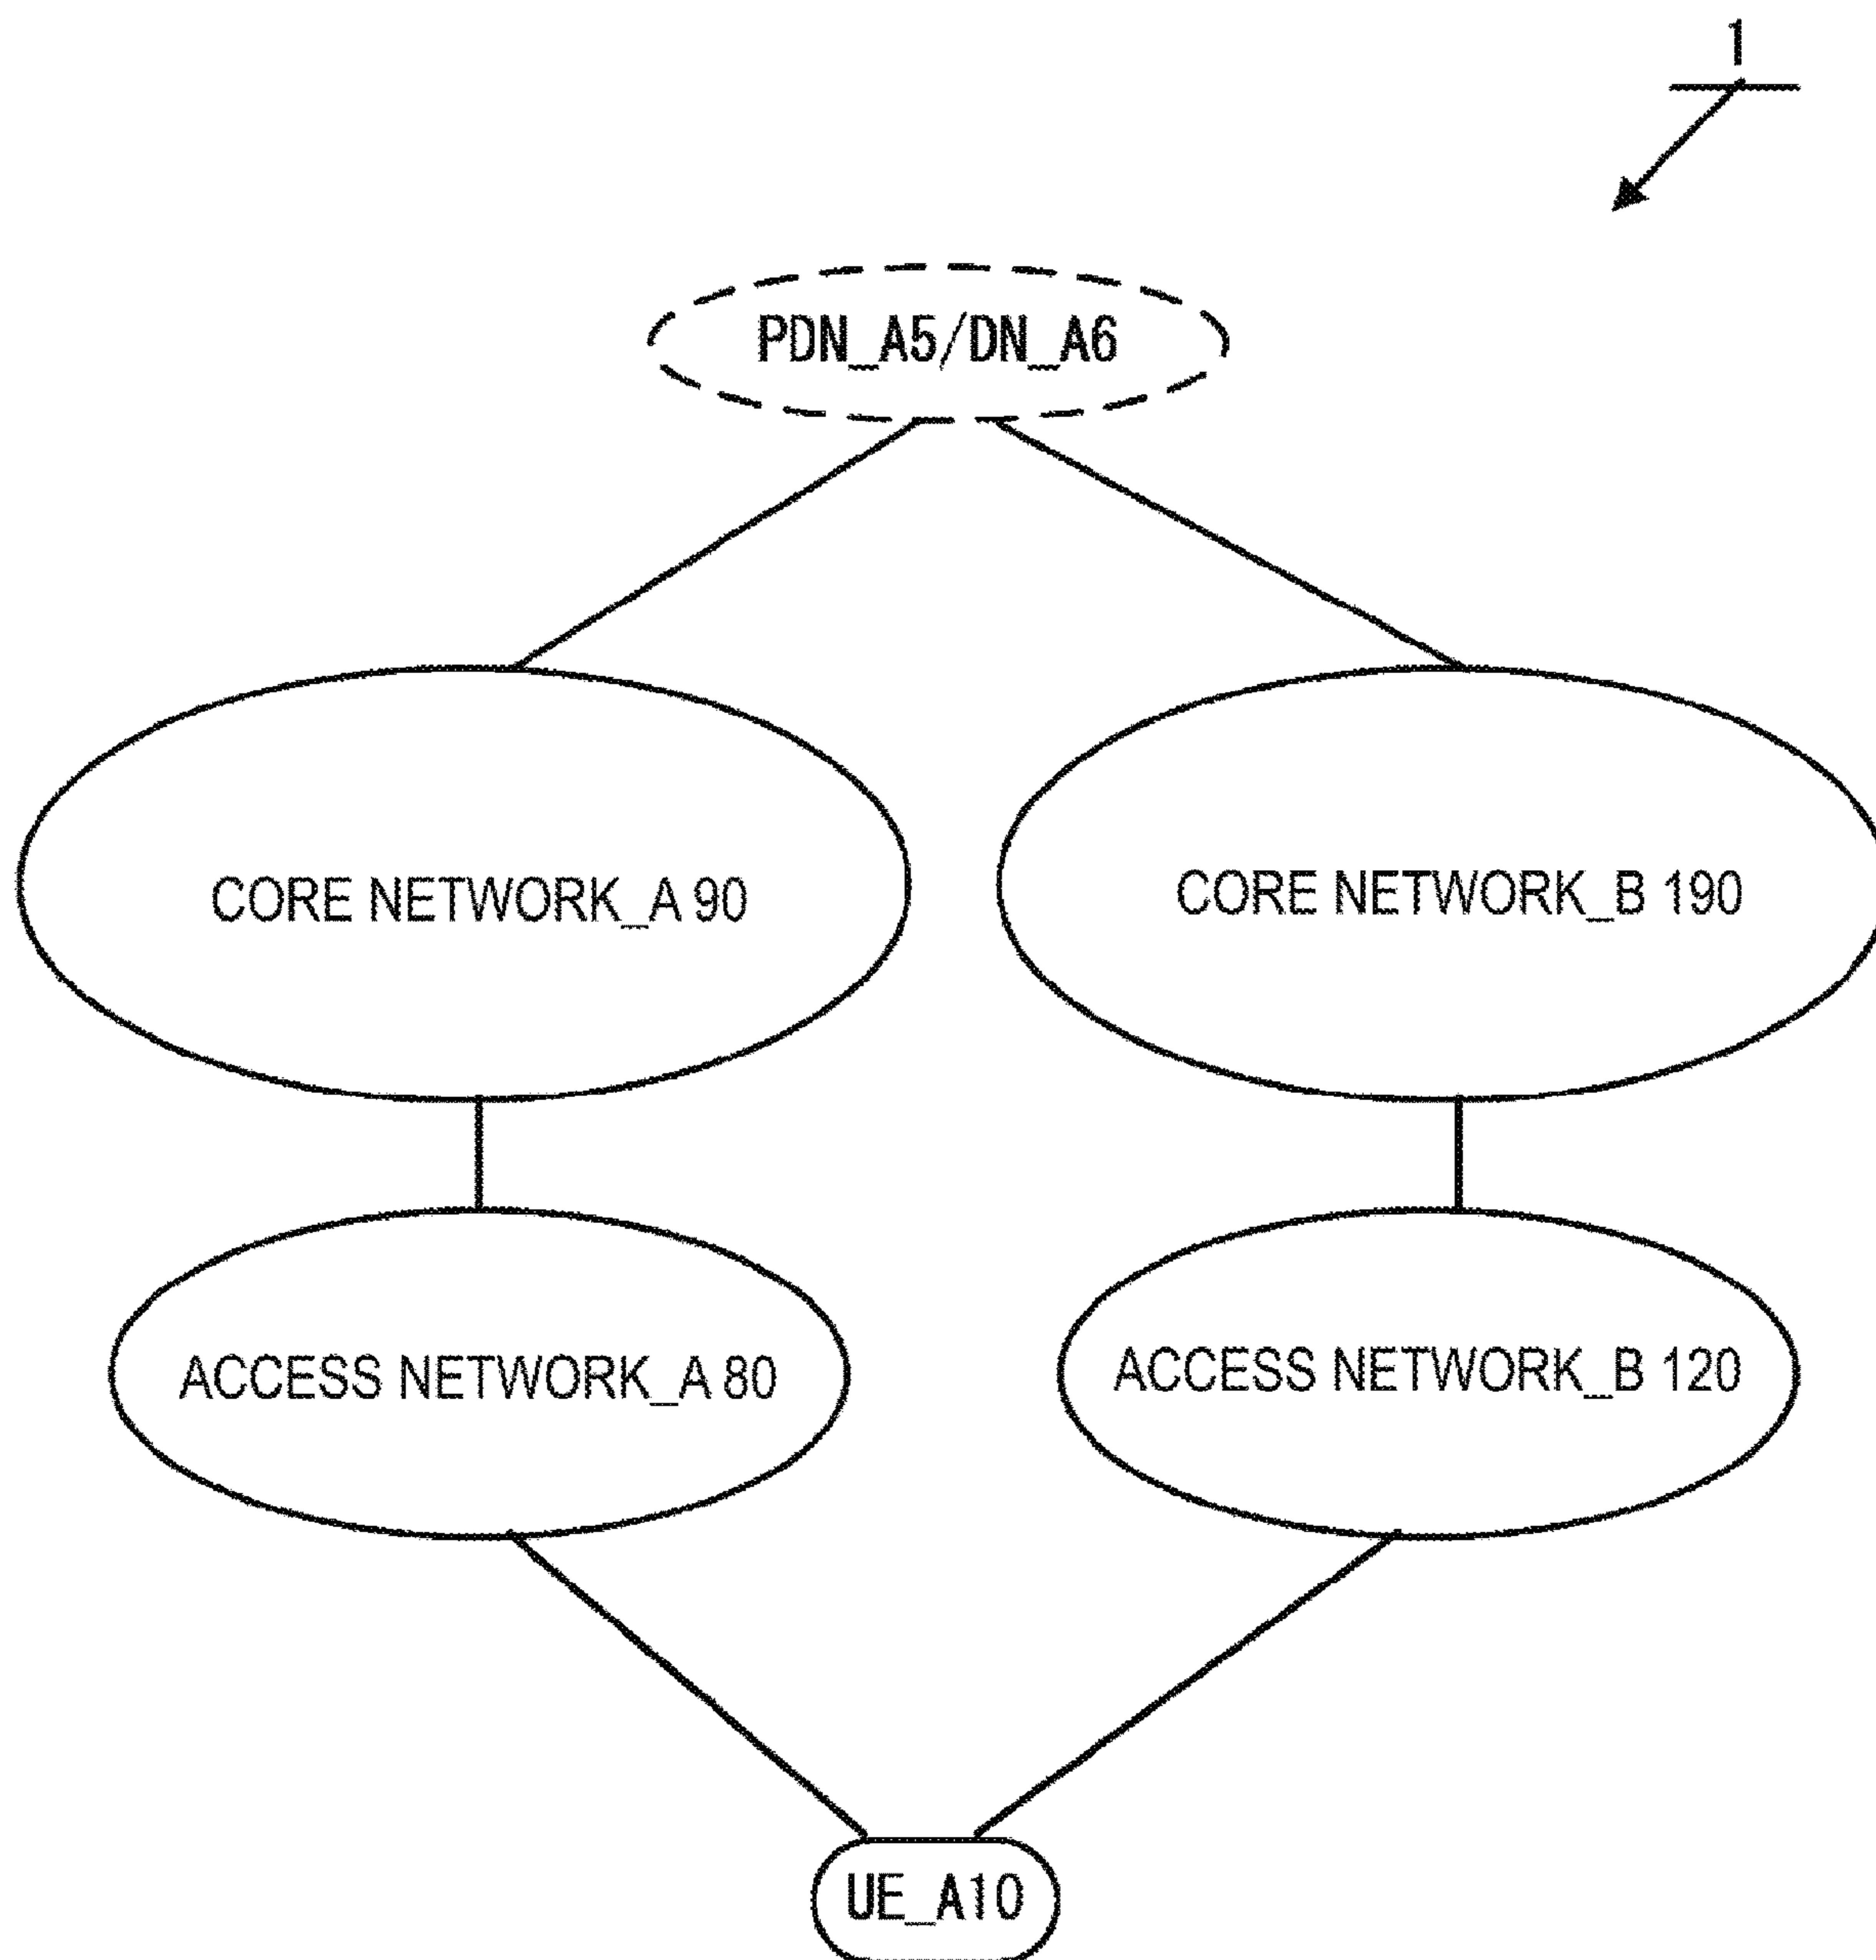 1
PDN_A5/DN_A6
CORE NETWORK_A 90
CORE NETWORK_B 190
ACCESS NETWORK_A 80
ACCESS NETWORK_B 120
UE_A10